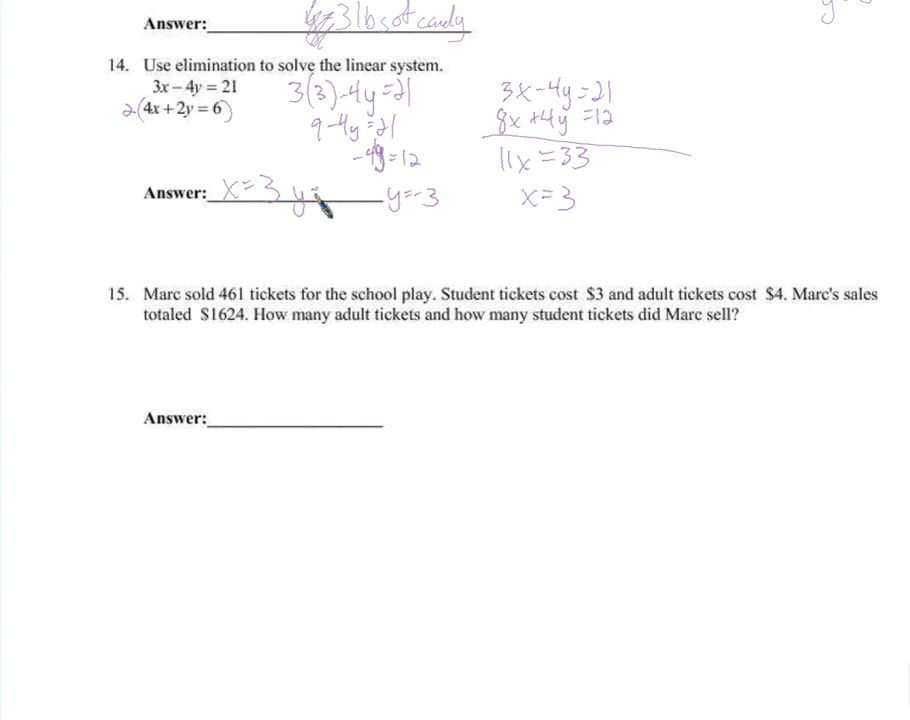 Answer: 3 lbs of candy
14. Use elimination to solve the linear system.
3x – 4y = 21
2(4x + 2y = 6)
3(3)-4y=21
9-4y=21
-4y=12
y=-3
3x-4y=21
8x+4y=12
11x=33
x=3
Answer: x=3 y=
15. Marc sold 461 tickets for the school play. Student tickets cost $3 and adult tickets cost $4. Marc's sales
totaled $1624. How many adult tickets and how many student tickets did Marc sell?
Answer: